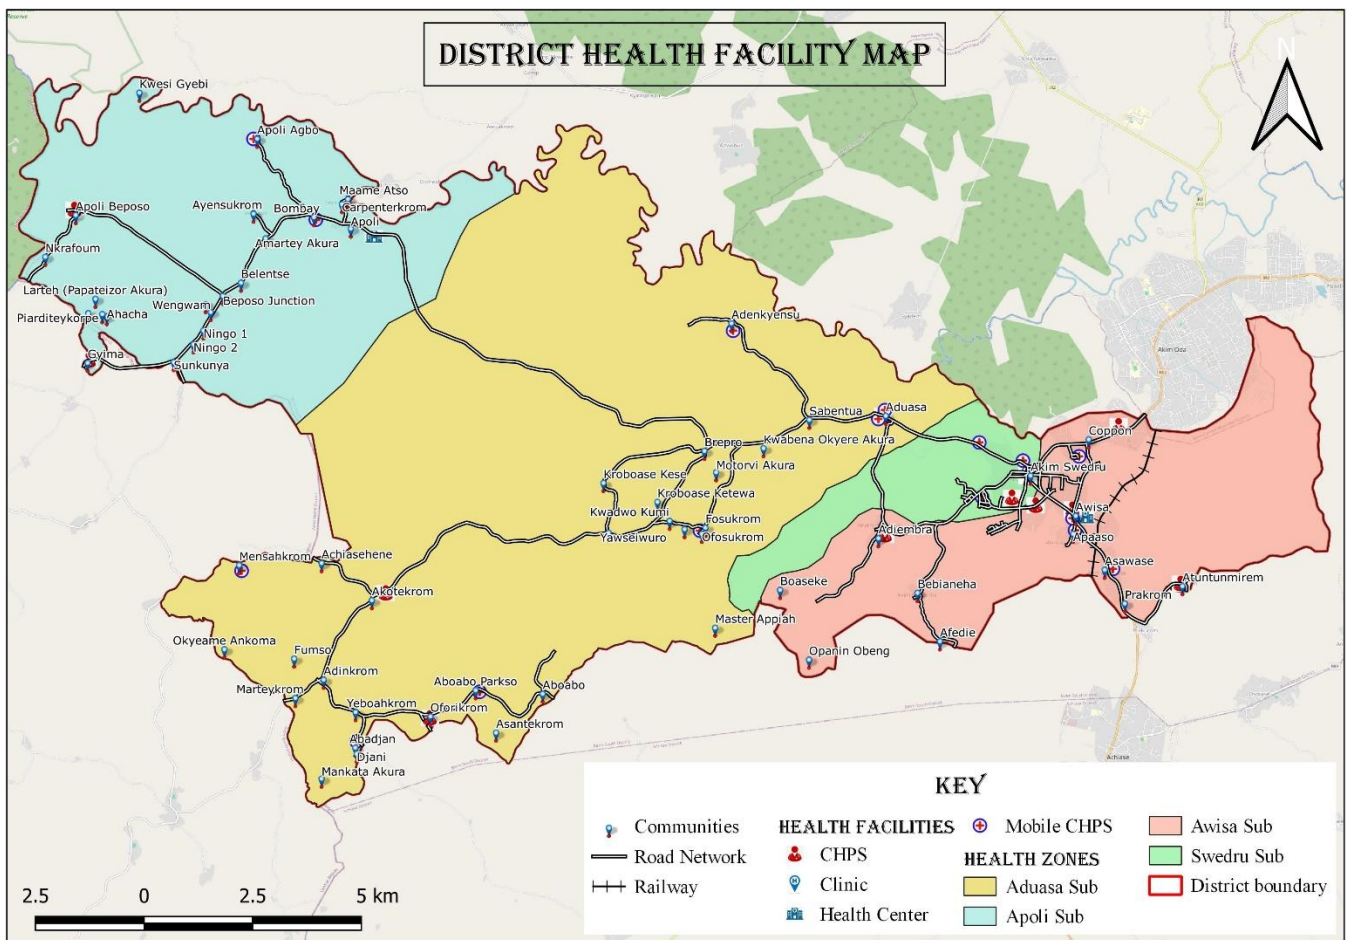 DISTRICT HEALTH FACILITY MAP
N
Kwesi Gyebi
Apoli Agbo
Maame Atso
Carpenterkrom
Apoli Beposo
Ayensukrom
Bombay
Apoli
Amartey Akura
Nkrafoum
Belentse
Larteh (Papateizor Akura)
Wengwam
Beposo Junction
Piarditeykorpe
Ahacha
Ningo 1
Ningo 2
Gyima
Sunkunya
Adenkyensu
Akim Oda
Sabentua
Aduasa
Brepro
Kwabena Okyere Akura
Coppon
Motorvi Akura
Akim Swedru
Kroboase Kese
Kroboase Ketewa
Kwadwo Kumi
Fosukrom
Awisa
Yawseiwuro
Ofosukrom
Adiembra
Apaaso
Mensahkrom
Achiasehene
Asawase
Atuntunmirem
Akotekrom
Boaseke
Bebianeha
Prakrom
Master Appiah
Okyeame Ankoma
Fumso
Afedie
Opanin Obeng
Adinkrom
Marteykrom
Aboabo Parkso
Aboabo
Yeboahkrom
Oforikrom
Asantekrom
Abadjan
Djani
Mankata Akura
Achiase
KEY
Communities
Road Network
Railway
HEALTH FACILITIES
CHPS
Clinic
Health Center
Mobile CHPS
HEALTH ZONES
Aduasa Sub
Apoli Sub
Awisa Sub
Swedru Sub
District boundary
2.5 0 2.5 5 km